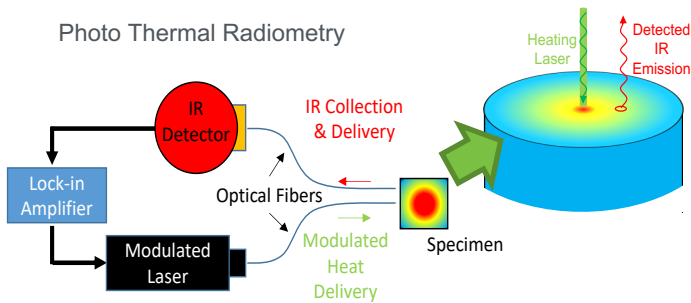 Photo Thermal Radiometry
Heating
Laser
Detected
IR
Emission
IR
Detector
IR Collection
& Delivery
Lock-in
Amplifier
Optical Fibers
Modulated
Laser
Modulated
Heat
Delivery
Specimen